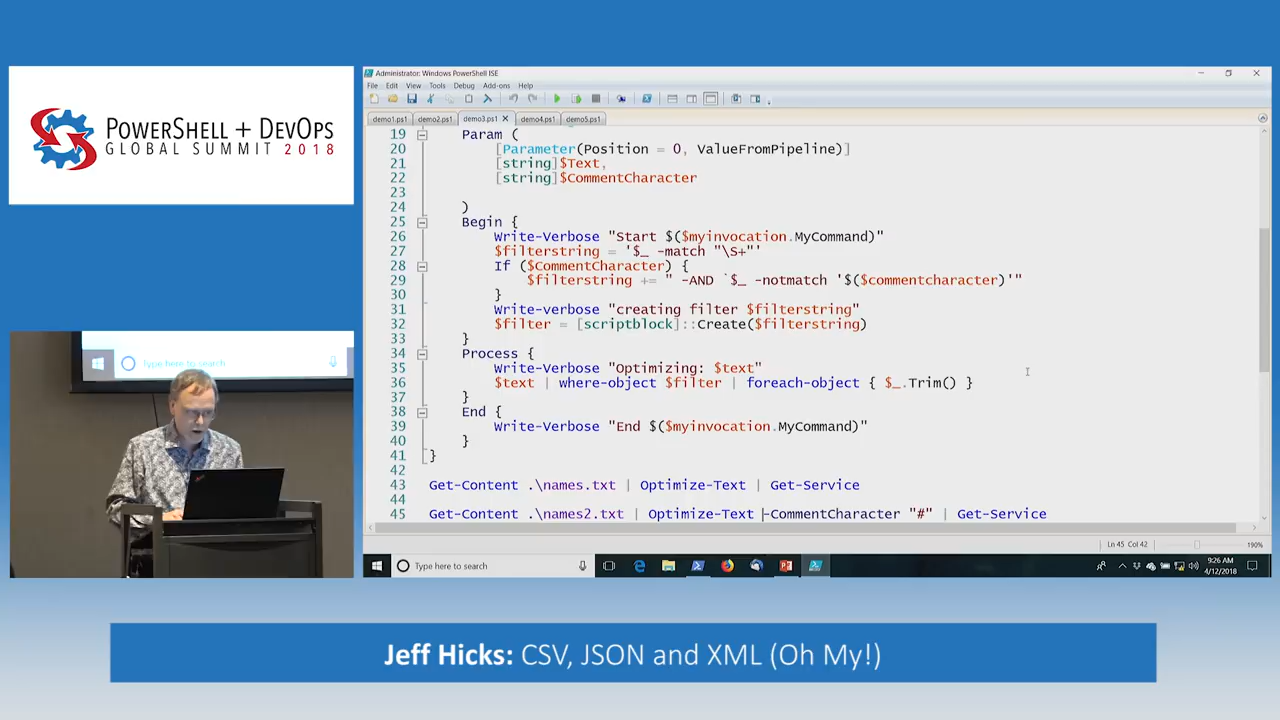 POWERSHELL + DEVOPS
GLOBAL SUMMIT 2018
Type here to search
Administrator: Windows PowerShell ISE
File Edit View Tools Debug Add-ons Help
demo1.ps1 demo2.ps1 demo3.ps1 demo4.ps1 demo5.ps1
19 Param (
20 [Parameter(Position = 0, ValueFromPipeline)]
21 [string]$Text,
22 [string]$CommentCharacter
23
24 )
25 Begin {
26 Write-Verbose "Start $($myinvocation.MyCommand)"
27 $filterstring = '$_ -match "\S+"'
28 If ($CommentCharacter) {
29 $filterstring += " -AND `$_ -notmatch '$($commentcharacter)'"
30 }
31 Write-verbose "creating filter $filterstring"
32 $filter = [scriptblock]::Create($filterstring)
33 }
34 Process {
35 Write-Verbose "Optimizing: $text"
36 $text | where-object $filter | foreach-object { $_.Trim() }
37 }
38 End {
39 Write-Verbose "End $($myinvocation.MyCommand)"
40 }
41 }
42
43 Get-Content .\names.txt | Optimize-Text | Get-Service
44
45 Get-Content .\names2.txt | Optimize-Text -CommentCharacter "#" | Get-Service
Ln 45 Col 42 190%
Type here to search
9:26 AM
4/12/2018
Jeff Hicks: CSV, JSON and XML (Oh My!)